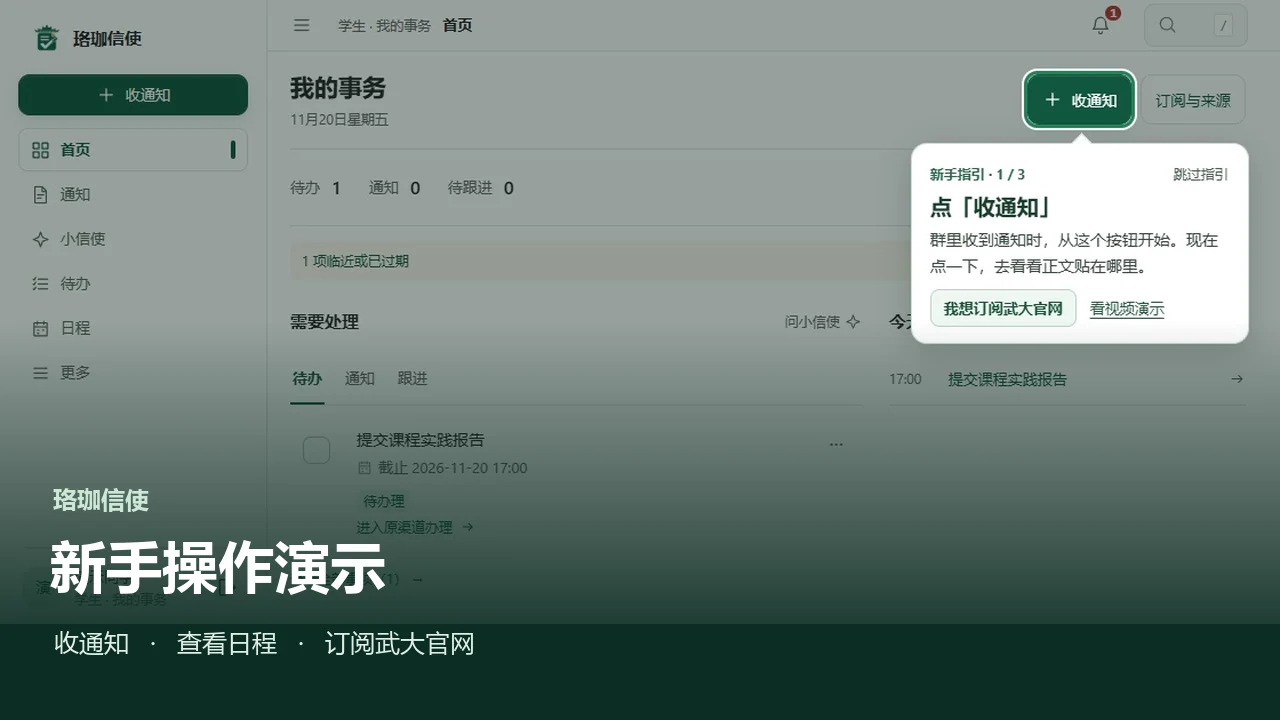 珞珈信使
收通知
首页
通知
小信使
待办
日程
更多
学生 · 我的事务 首页
1
/
我的事务
11月20日星期五
收通知
订阅与来源
待办 1 通知 0 待跟进 0
1 项临近或已过期
新手指引 · 1 / 3 跳过指引
点「收通知」
群里收到通知时，从这个按钮开始。现在
点一下，去看看正文贴在哪里。
我想订阅武大官网 看视频演示
需要处理 问小信使
今天
待办 通知 跟进
17:00 提交课程实践报告 →
提交课程实践报告 ...
截止 2026-11-20 17:00
待办理
进入原渠道办理 →
珞珈信使
新手操作演示
学生 · 我的事务
收通知 · 查看日程 · 订阅武大官网